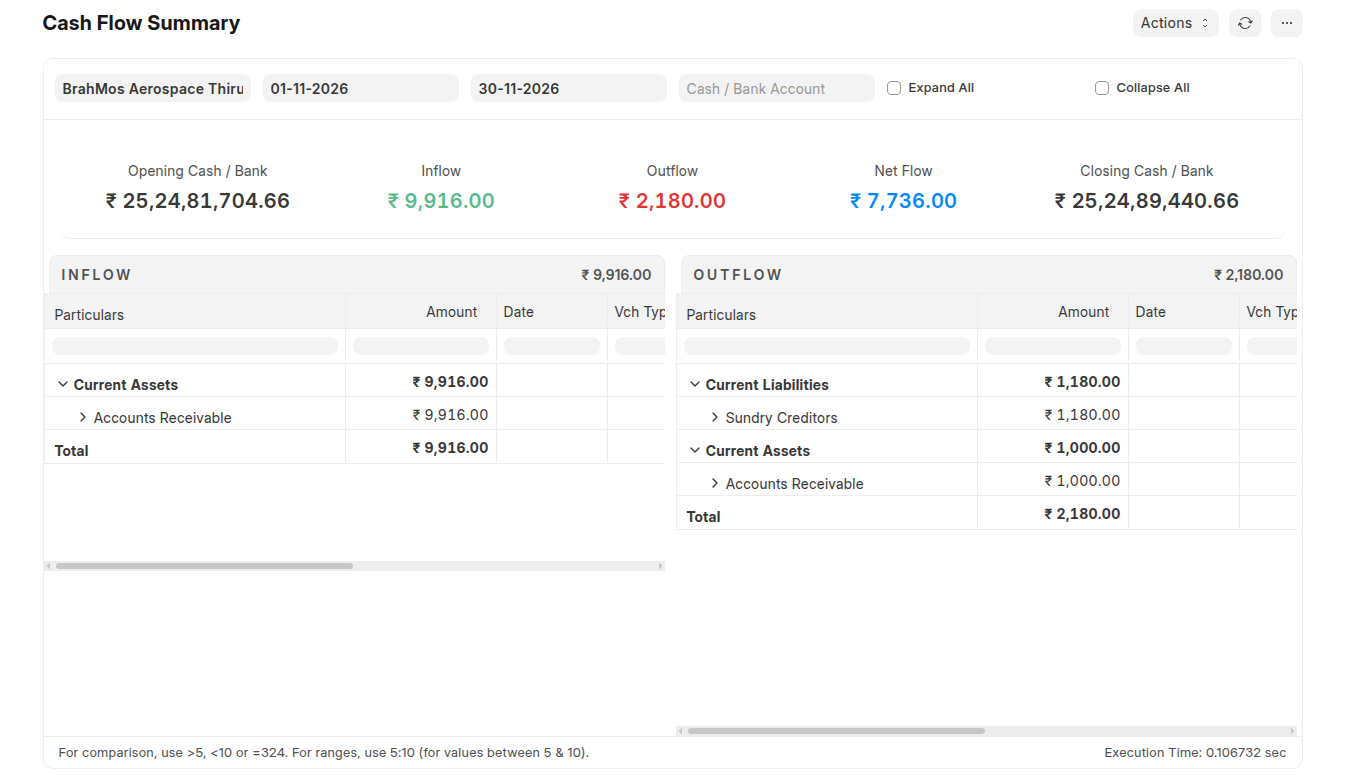 Cash Flow Summary
Actions
BrahMos Aerospace Thiru 01-11-2026 30-11-2026 Cash / Bank Account Expand All Collapse All
Opening Cash / Bank Inflow Outflow Net Flow Closing Cash / Bank
₹ 25,24,81,704.66 ₹ 9,916.00 ₹ 2,180.00 ₹ 7,736.00 ₹ 25,24,89,440.66
INFLOW ₹ 9,916.00
Particulars Amount Date Vch Typ
Current Assets ₹ 9,916.00
Accounts Receivable ₹ 9,916.00
Total ₹ 9,916.00
OUTFLOW ₹ 2,180.00
Particulars Amount Date Vch Typ
Current Liabilities ₹ 1,180.00
Sundry Creditors ₹ 1,180.00
Current Assets ₹ 1,000.00
Accounts Receivable ₹ 1,000.00
Total ₹ 2,180.00
For comparison, use >5, <10 or =324. For ranges, use 5:10 (for values between 5 & 10).
Execution Time: 0.106732 sec